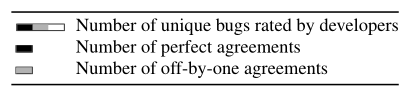 Number of unique bugs rated by developers
Number of perfect agreements
Number of off-by-one agreements